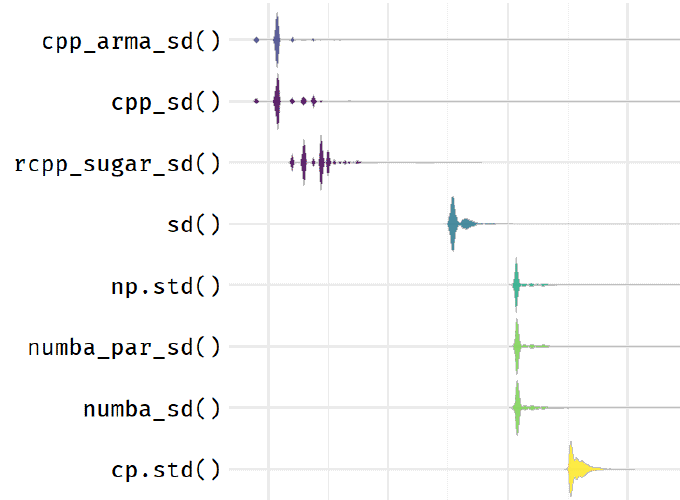 cpp_arma_sd()
cpp_sd()
rcpp_sugar_sd()
sd()
np.std()
numba_par_sd()
numba_sd()
cp.std()